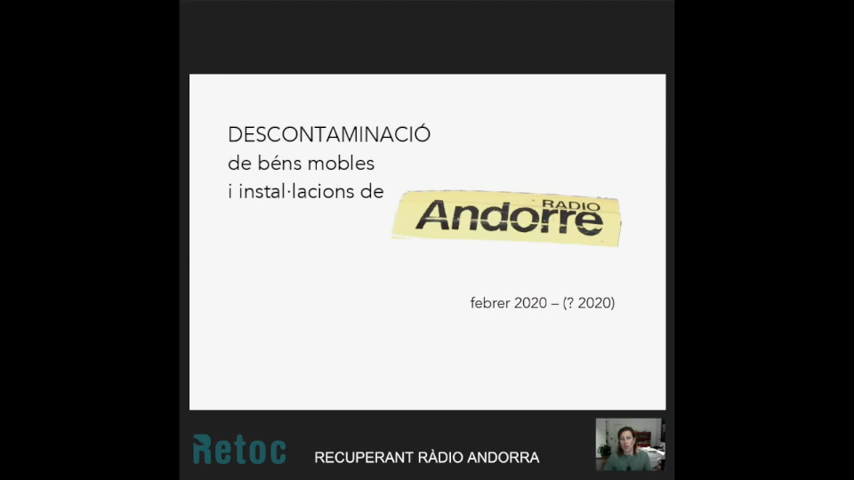 DESCONTAMINACIÓ
de béns mobles
i instal·lacions de
RADIO
Andorre
febrer 2020 – (? 2020)
Retoc
RECUPERANT RÀDIO ANDORRA